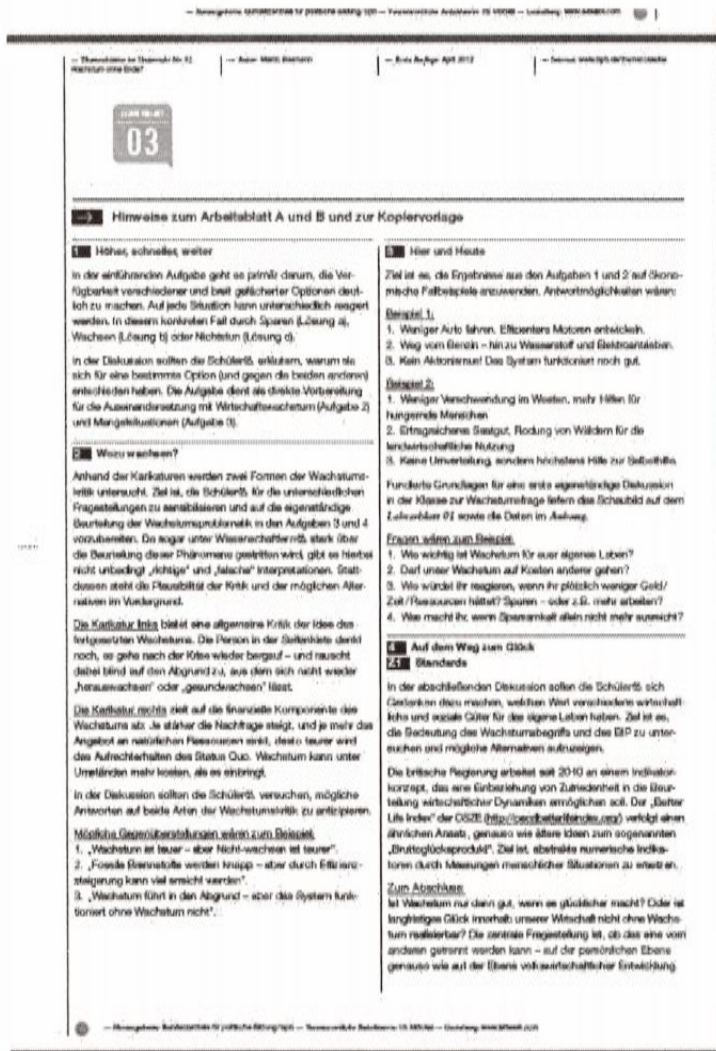 — Themenblätter im Unterricht Nr. 92
Wachstum ohne Ende?
— Erste Auflage: April 2012
03
Hinweise zum Arbeitsblatt A und B und zur Kopiervorlage
1 Höher, schneller, weiter
In der einführenden Aufgabe geht es primär darum, die Ver-
fügbarkeit verschiedener und breit gefächerter Optionen deut-
lich zu machen. Auf jede Situation kann unterschiedlich reagiert
werden. In diesem konkreten Fall durch Sparen (Lösung a),
Wachsen (Lösung b) oder Nichtstun (Lösung c).
In der Diskussion sollten die SchülerIS erläutern, warum sie
sich für eine bestimmte Option (und gegen die beiden anderen)
entschieden haben. Die Aufgabe dient als direkte Vorbereitung
für die Auseinandersetzung mit Wirtschaftswachstum (Aufgabe 2)
und Mangelsituationen (Aufgabe 3).
2 Wozu wachsen?
Anhand der Karikaturen werden zwei Formen der Wachstums-
kritik untersucht. Ziel ist, die SchülerIS für die unterschiedlichen
Fragestellungen zu sensibilisieren und auf die eigenständige
Beurteilung der Wachstumsproblematik in den Aufgaben 3 und 4
vorzubereiten. Da sogar unter WissenschaftlernIS stark über
die Beurteilung dieser Phänomene gestritten wird, gibt es hierbei
nicht unbedingt „richtige“ und „falsche“ Interpretationen. Statt-
dessen steht die Plausibilität der Kritik und der möglichen Alter-
nativen im Vordergrund.
Die Karikatur links bietet eine allgemeine Kritik der Idee des
fortgesetzten Wachstums. Die Person in der Seifenkiste denkt
noch, es gehe nach der Krise wieder bergauf – und rauscht
dabei blind auf den Abgrund zu, aus dem sich nicht wieder
„herauswachsen“ oder „gesundwachsen“ lässt.
Die Karikatur rechts zielt auf die finanzielle Komponente des
Wachstums ab: Je stärker die Nachfrage steigt, und je mehr das
Angebot an natürlichen Ressourcen sinkt, desto teurer wird
das Aufrechterhalten des Status Quo. Wachstum kann unter
Umständen mehr kosten, als es einbringt.
In der Diskussion sollten die SchülerIS versuchen, mögliche
Antworten auf beide Arten der Wachstumskritik zu antizipieren.
Mögliche Gegenüberstellungen wären zum Beispiel:
1. „Wachstum ist teuer – aber Nicht-wachsen ist teurer“.
2. „Fossile Brennstoffe werden knapp – aber durch Effizienz-
steigerung kann viel erreicht werden“.
3. „Wachstum führt in den Abgrund – aber das System funk-
tioniert ohne Wachstum nicht“.
3 Hier und Heute
Ziel ist es, die Ergebnisse aus den Aufgaben 1 und 2 auf ökono-
mische Fallbeispiele anzuwenden. Antwortmöglichkeiten wären:
Beispiel 1:
1. Weniger Auto fahren. Effizientere Motoren entwickeln.
2. Weg vom Benzin – hin zu Wasserstoff und Elektroantrieben.
3. Kein Aktionismus! Das System funktioniert noch gut.
Beispiel 2:
1. Weniger Verschwendung im Westen, mehr Hilfen für
hungernde Menschen
2. Ertragreicheres Saatgut, Rodung von Wäldern für die
landwirtschaftliche Nutzung
3. Keine Umverteilung, sondern höchstens Hilfe zur Selbsthilfe.
Fundierte Grundlagen für eine erste eigenständige Diskussion
in der Klasse zur Wachstumsfrage liefern das Schaubild auf dem
Lehrerblatt 01 sowie die Daten im Anhang.
Fragen wären zum Beispiel:
1. Wie wichtig ist Wachstum für euer eigenes Leben?
2. Darf unser Wachstum auf Kosten anderer gehen?
3. Wie würdet ihr reagieren, wenn ihr plötzlich weniger Geld/
Zeit/Ressourcen hättet? Sparen – oder z.B. mehr arbeiten?
4. Was macht ihr, wenn Sparsamkeit allein nicht mehr ausreicht?
4 Auf dem Weg zum Glück
Z1 Standards
In der abschließenden Diskussion sollen die SchülerIS sich
Gedanken dazu machen, welchen Wert verschiedene wirtschaft-
liche und soziale Güter für das eigene Leben haben. Ziel ist es,
die Bedeutung des Wachstumsbegriffs und des BIP zu unter-
suchen und mögliche Alternativen aufzuzeigen.
Die britische Regierung arbeitet seit 2010 an einem Indikator-
konzept, das eine Einbeziehung von Zufriedenheit in die Beur-
teilung wirtschaftlicher Dynamiken ermöglichen soll. Der „Better
Life Index“ der OSZE (http://oecdbetterlifeindex.org/) verfolgt einen
ähnlichen Ansatz, genauso wie ältere Ideen zum sogenannten
„Bruttoglücksprodukt“. Ziel ist, abstrakte numerische Indika-
toren durch Messungen menschlicher Situationen zu ersetzen.
Zum Abschluss:
Ist Wachstum nur dann gut, wenn es glücklicher macht? Oder ist
langfristiges Glück innerhalb unserer Wirtschaft nicht ohne Wachs-
tum realisierbar? Die zentrale Fragestellung ist, ob das eine vom
anderen getrennt werden kann – auf der persönlichen Ebene
genauso wie auf der Ebene volkswirtschaftlicher Entwicklung.